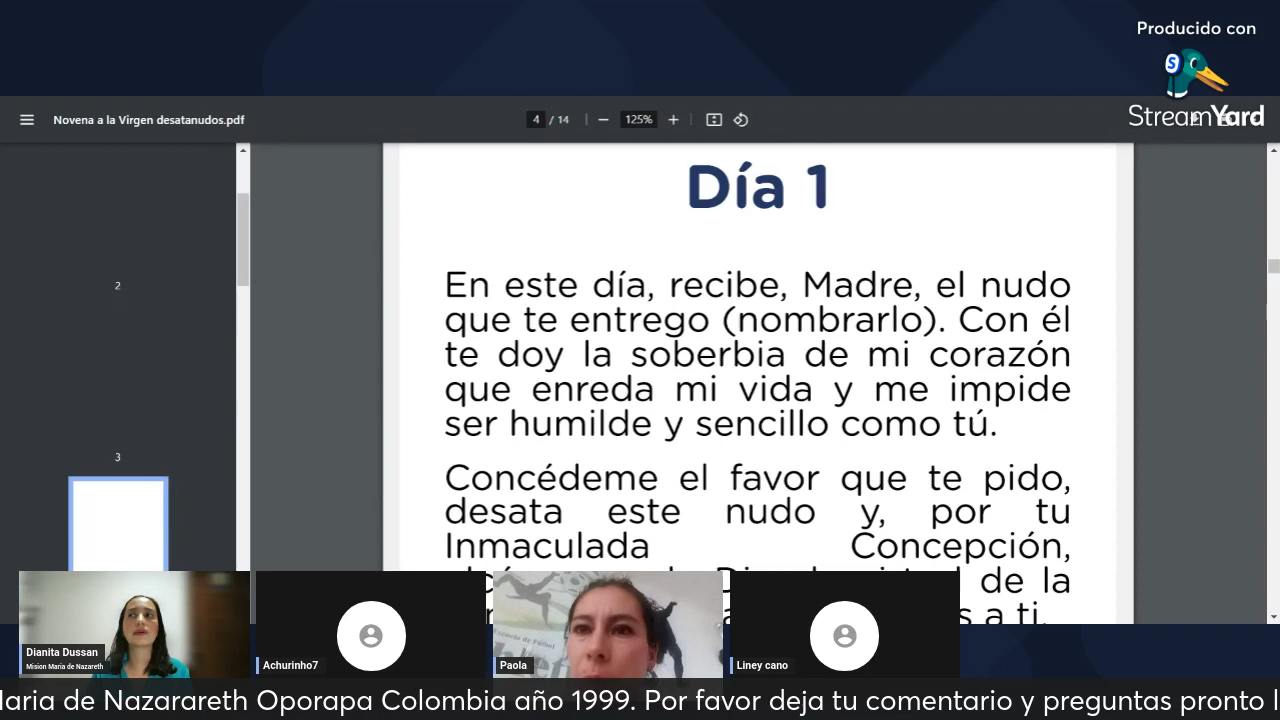 Producido con
StreamYard
Novena a la Virgen desatanudos.pdf
4 / 14
125%
2
3
Día 1
En este día, recibe, Madre, el nudo
que te entrego (nombrarlo). Con él
te doy la soberbia de mi corazón
que enreda mi vida y me impide
ser humilde y sencillo como tú.
Concédeme el favor que te pido,
desata este nudo y, por tu
Inmaculada Concepción,
de la
a ti.
Dianita Dussan
Mision Maria de Nazareth
Achurinho7
Paola
Liney cano
de Nazarareth Oporapa Colombia año 1999. Por favor deja tu comentario y preguntas pronto